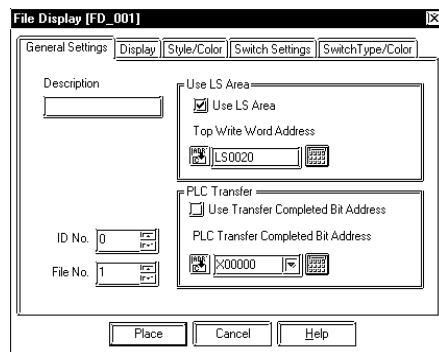 File Display [FD_001]
General Settings
Display
Style/Color
Switch Settings
SwitchType/Color
Description
Use LS Area
Use LS Area
Top Write Word Address
LS0020
PLC Transfer
Use Transfer Completed Bit Address
PLC Transfer Completed Bit Address
X00000
ID No. 0
File No. 1
Place
Cancel
Help